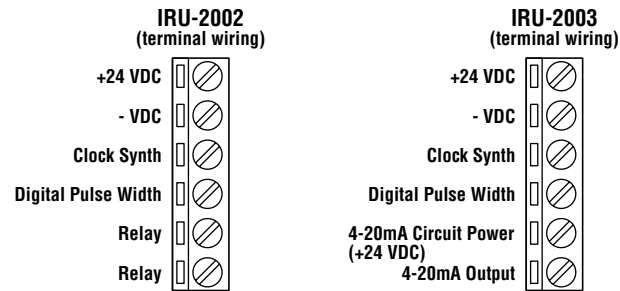 IRU-2002
(terminal wiring)
+24 VDC
- VDC
Clock Synth
Digital Pulse Width
Relay
Relay
IRU-2003
(terminal wiring)
+24 VDC
- VDC
Clock Synth
Digital Pulse Width
4-20mA Circuit Power
(+24 VDC)
4-20mA Output